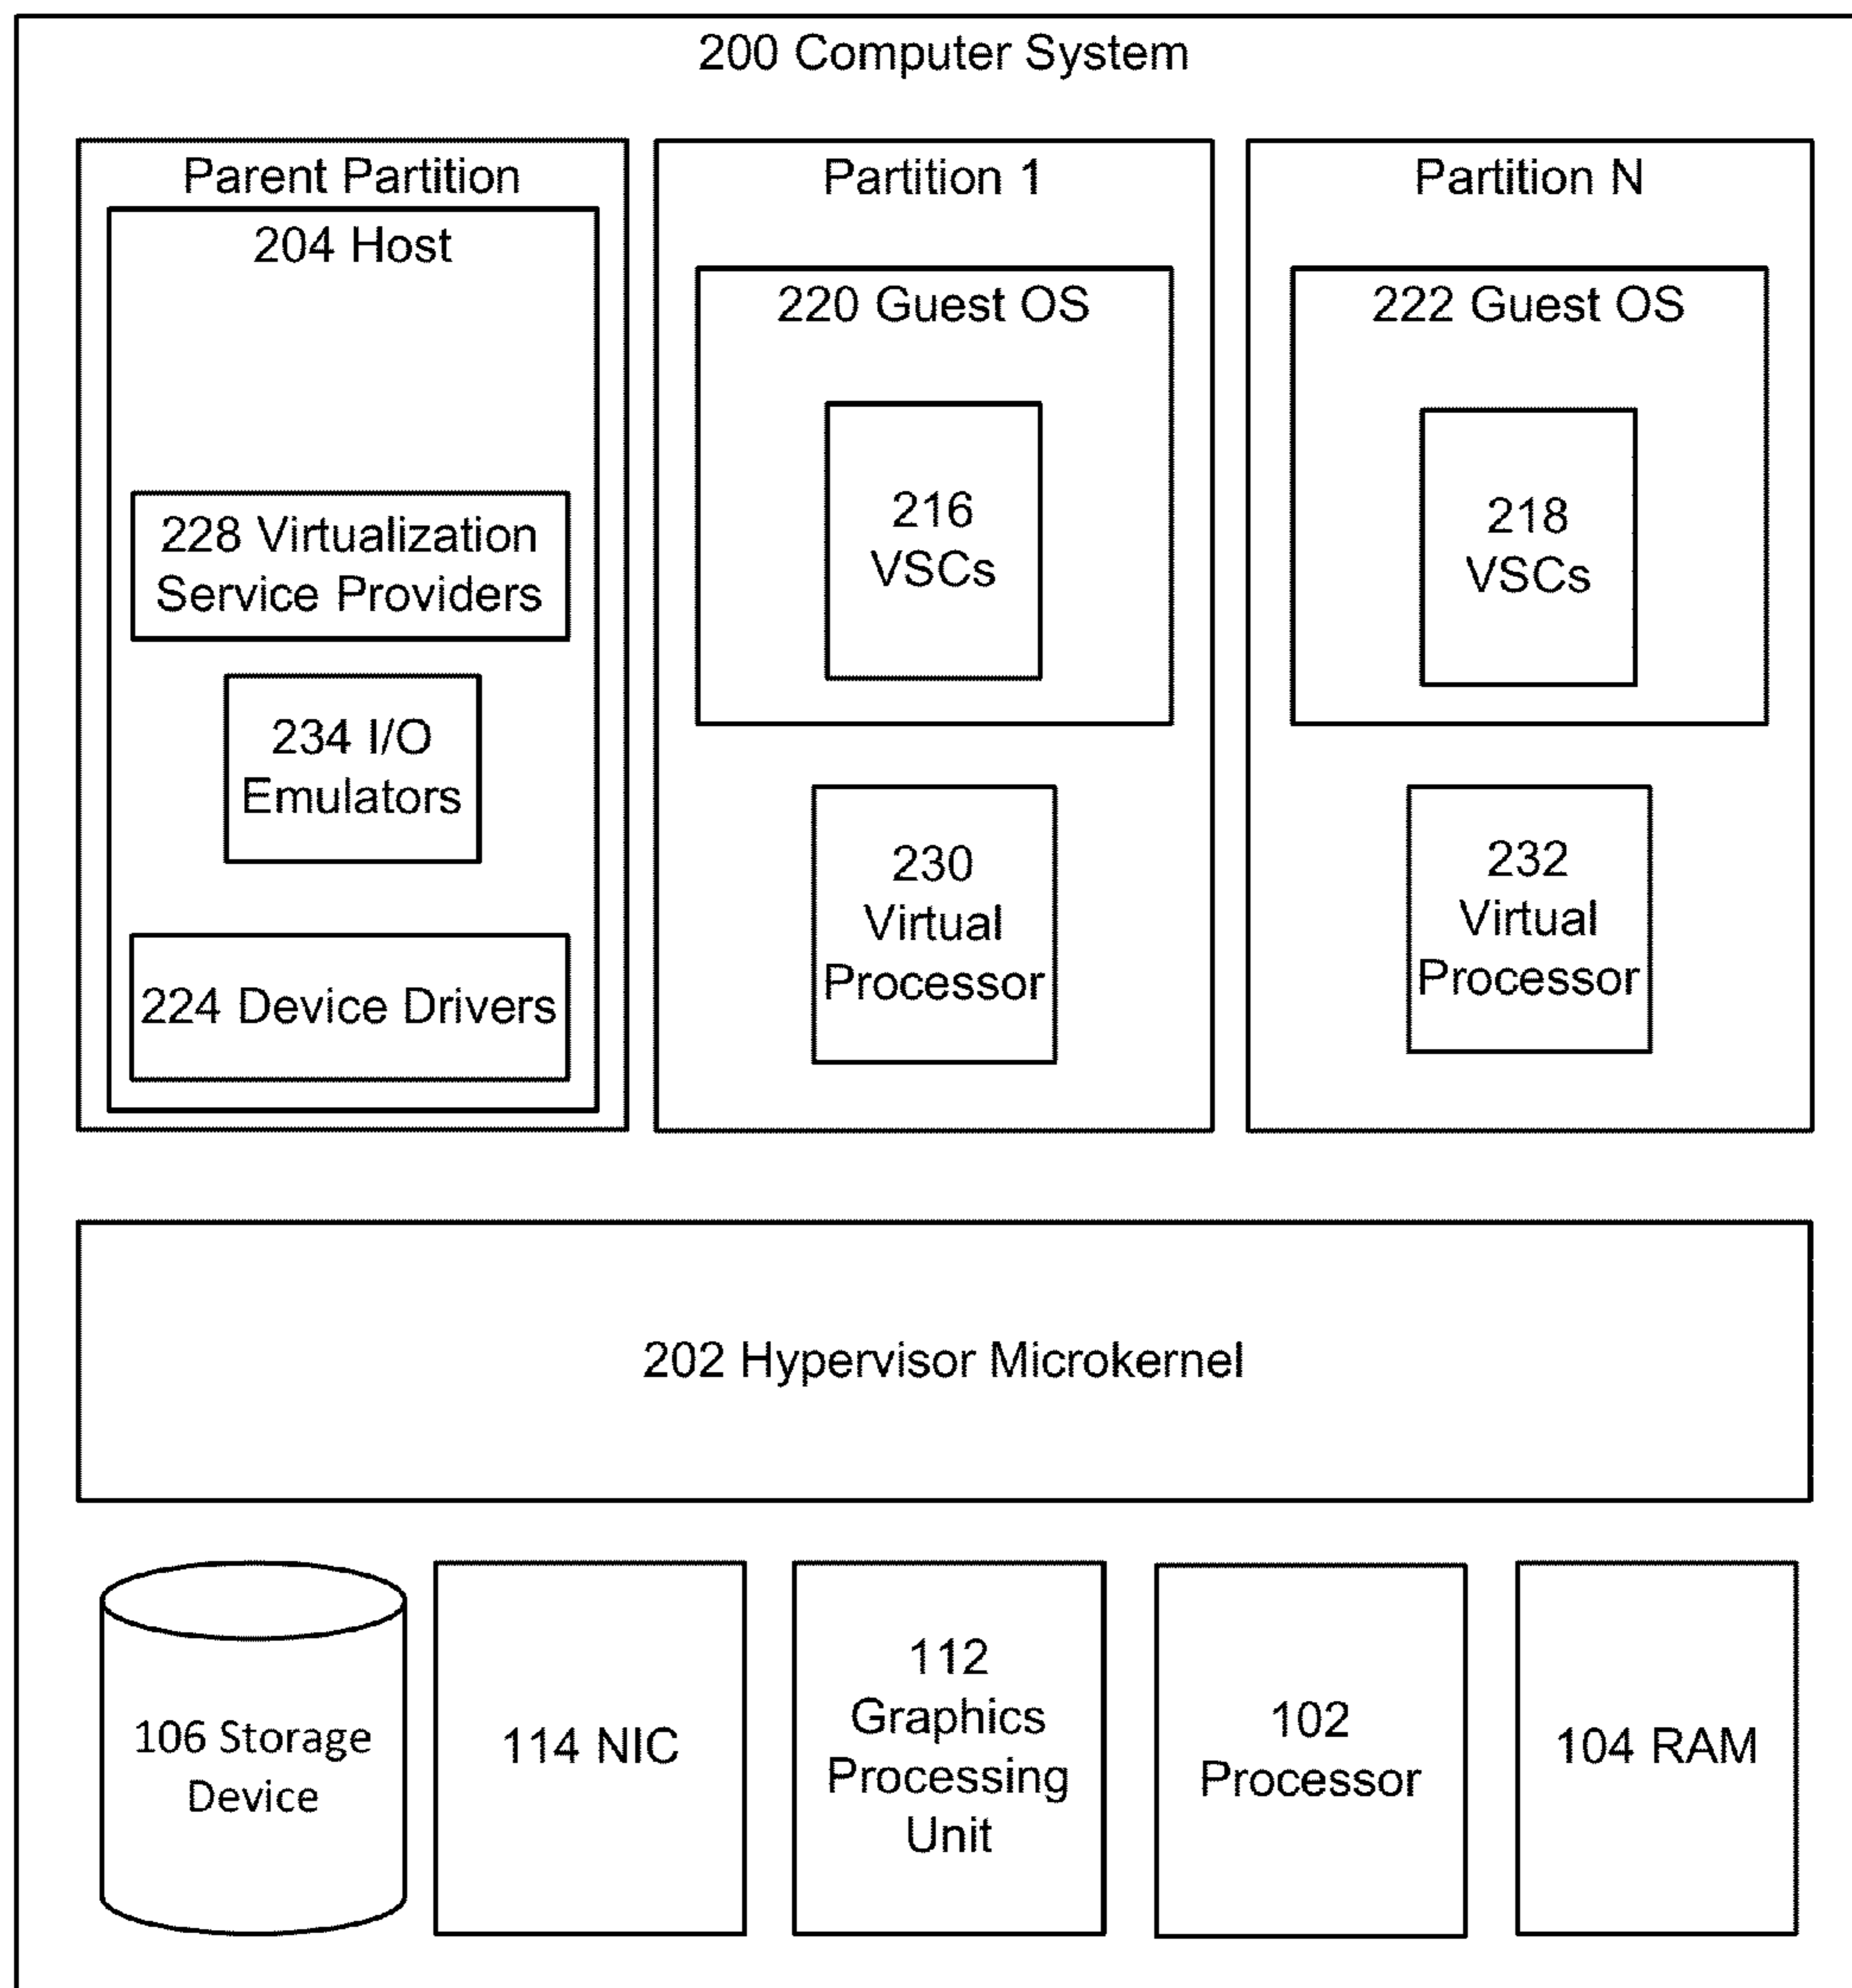 200 Computer System
Parent Partition
204 Host
228 Virtualization
Service Providers
234 I/O
Emulators
224 Device Drivers
Partition 1
220 Guest OS
216
VSCs
230
Virtual
Processor
Partition N
222 Guest OS
218
VSCs
232
Virtual
Processor
202 Hypervisor Microkernel
106 Storage
Device
114 NIC
112
Graphics
Processing
Unit
102
Processor
104 RAM